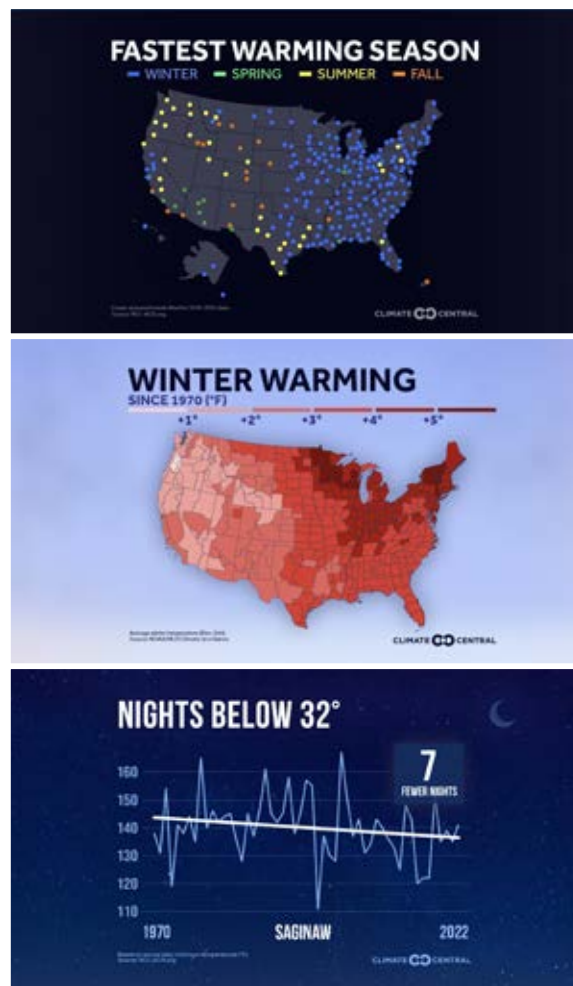 FASTEST WARMING SEASON
WINTER SPRING SUMMER FALL
CLIMATE CENTRAL
WINTER WARMING
SINCE 1970 (°F)
+1° +2° +3° +4° +5°
CLIMATE CENTRAL
NIGHTS BELOW 32°
7
FEWER NIGHTS
160
150
140
130
120
110
1970 SAGINAW 2022
CLIMATE CENTRAL